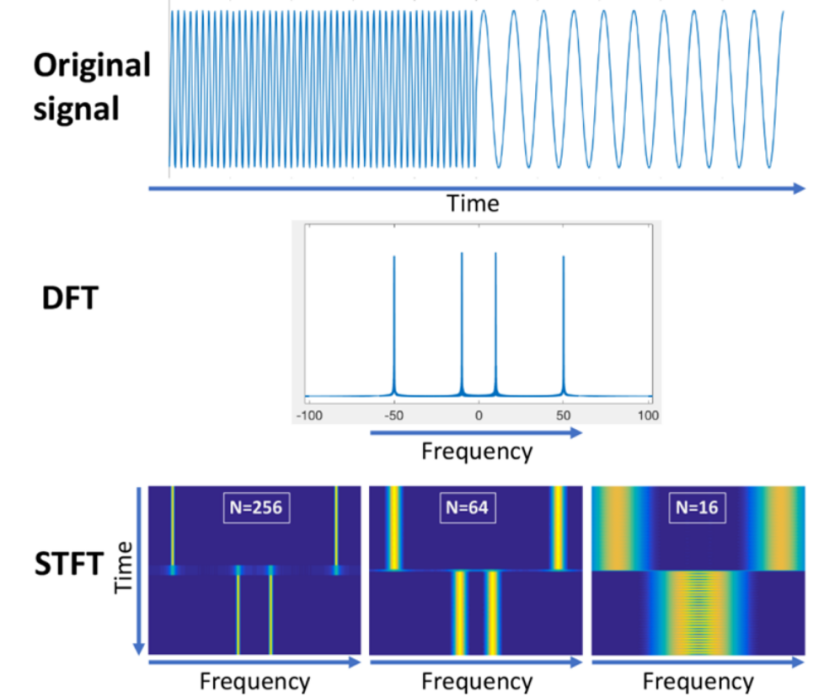 Original
signal
Time
DFT
-100 -50 0 50 100
Frequency
STFT
Time
N=256
N=64
N=16
Frequency
Frequency
Frequency